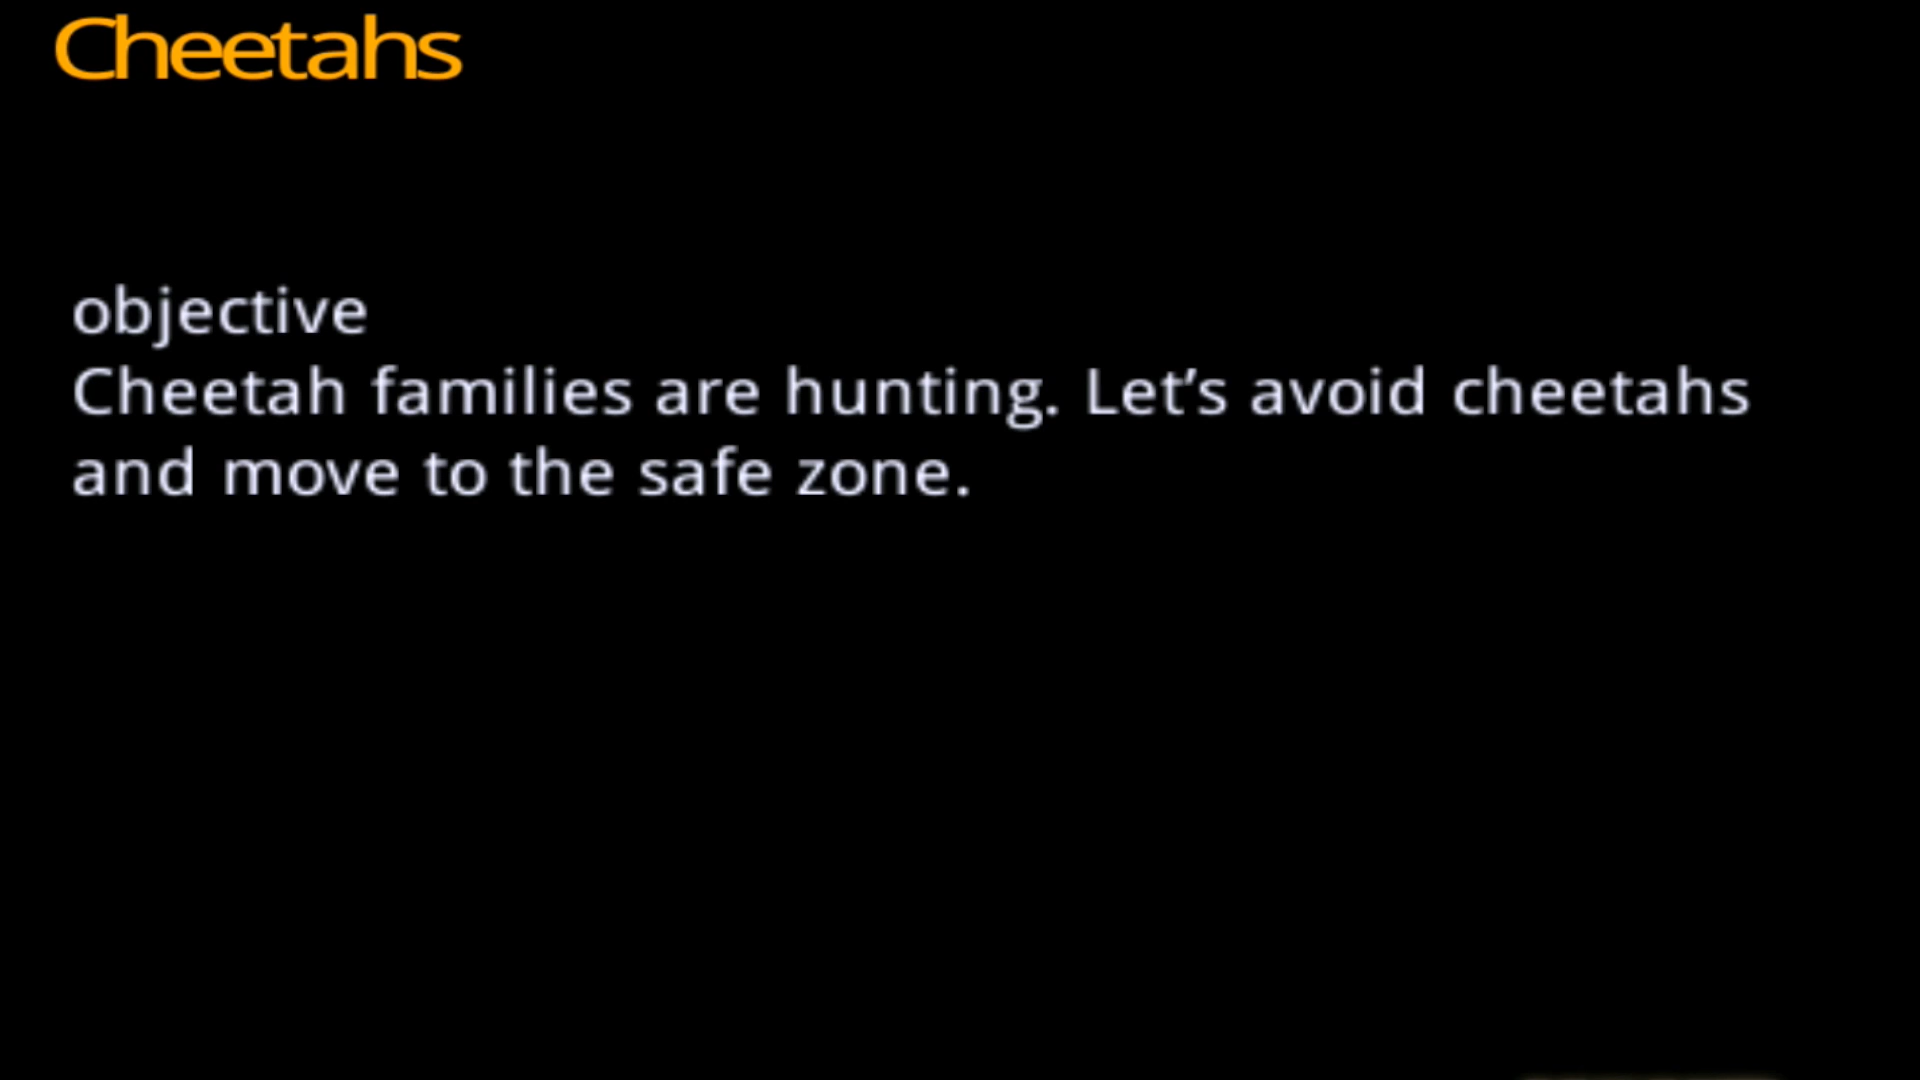 Cheetahs
objective
Cheetah families are hunting. Let's avoid cheetahs
and move to the safe zone.